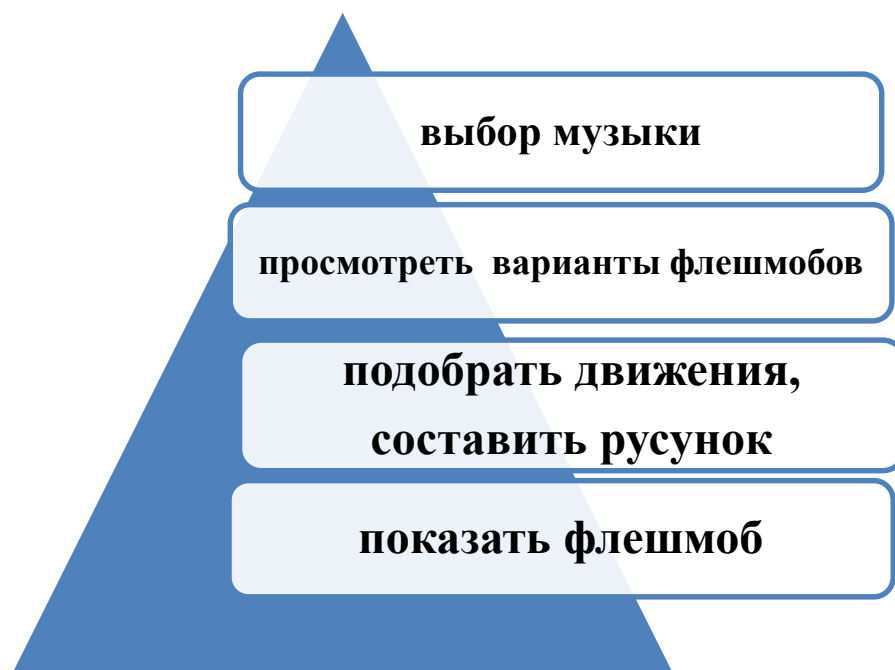 выбор музыки
просмотреть варианты флешмобов
подобрать движения,
составить русунок
показать флешмоб